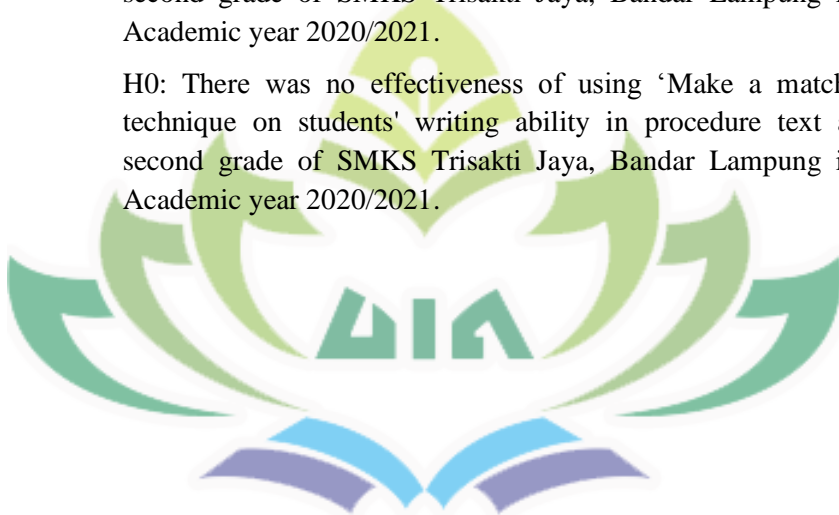 second grade of SMKS Trisakti Jaya, Bandar Lampung
Academic year 2020/2021.
H0: There was no effectiveness of using ‘Make a match
technique on students' writing ability in procedure text
second grade of SMKS Trisakti Jaya, Bandar Lampung
Academic year 2020/2021.
UIN